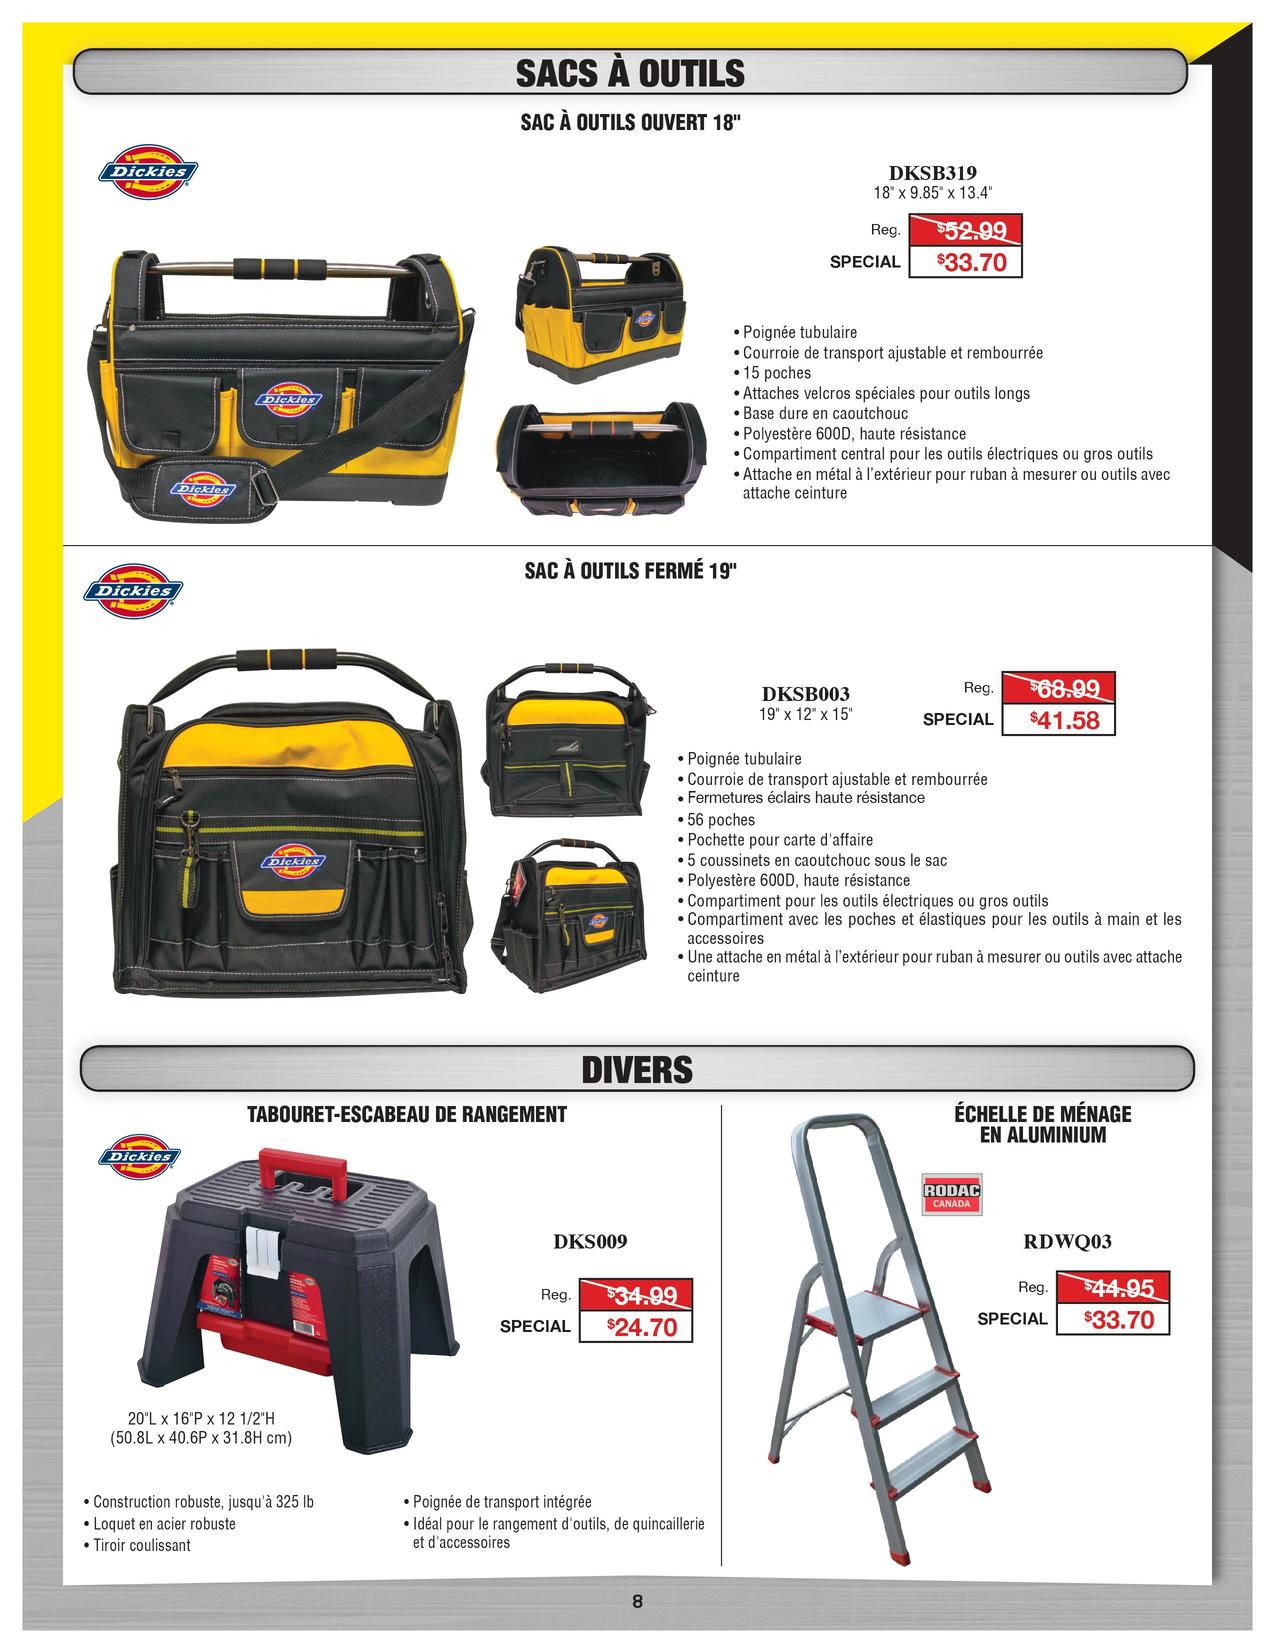 SACS À OUTILS
SAC À OUTILS OUVERT 18"
Dickies
DKSB319
18" x 9.85" x 13.4"
Reg. $52.99
SPECIAL $33.70
Dickies
Dickies
• Poignée tubulaire
• Courroie de transport ajustable et rembourrée
• 15 poches
• Attaches velcros spéciales pour outils longs
• Base dure en caoutchouc
• Polyestère 600D, haute résistance
• Compartiment central pour les outils électriques ou gros outils
• Attache en métal à l'extérieur pour ruban à mesurer ou outils avec
attache ceinture
SAC À OUTILS FERMÉ 19"
Dickies
DKSB003
19" x 12" x 15"
Reg. $68.99
SPECIAL $41.58
Dickies
• Poignée tubulaire
• Courroie de transport ajustable et rembourrée
• Fermetures éclairs haute résistance
• 56 poches
• Pochette pour carte d'affaire
• 5 coussinets en caoutchouc sous le sac
• Polyestère 600D, haute résistance
• Compartiment pour les outils électriques ou gros outils
• Compartiment avec les poches et élastiques pour les outils à main et les
accessoires
• Une attache en métal à l'extérieur pour ruban à mesurer ou outils avec attache
ceinture
DIVERS
TABOURET-ESCABEAU DE RANGEMENT
Dickies
DKS009
Reg. $34.99
SPECIAL $24.70
20"L x 16"P x 12 1/2"H
(50.8L x 40.6P x 31.8H cm)
• Construction robuste, jusqu'à 325 lb
• Loquet en acier robuste
• Tiroir coulissant
• Poignée de transport intégrée
• Idéal pour le rangement d'outils, de quincaillerie
et d'accessoires
ÉCHELLE DE MÉNAGE
EN ALUMINIUM
RODAC
CANADA
RDWQ03
Reg. $44.95
SPECIAL $33.70
8